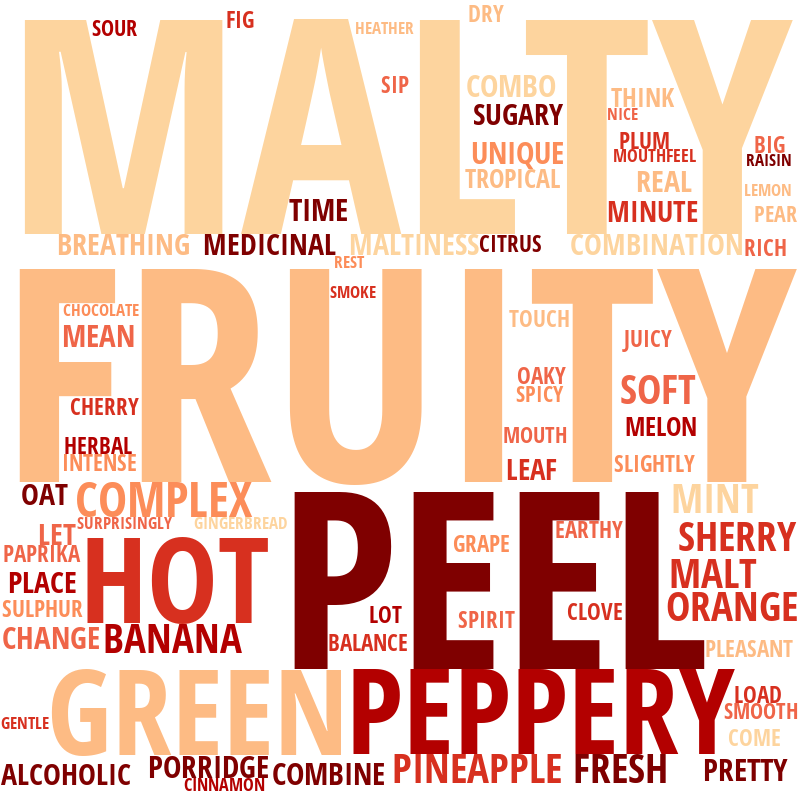 MALTY
SOUR
FIG
HEATHER
DRY
SIP
COMBO
SUGARY
THINK
NICE
UNIQUE
PLUM
MOUTHFEEL
BIG
RAISIN
TROPICAL
REAL
LEMON
TIME
MINUTE
PEAR
BREATHING
MEDICINAL
MALTINESS
CITRUS
COMBINATION
RICH
REST
FRUITY
SMOKE
CHOCOLATE
MEAN
TOUCH
JUICY
OAKY
SPICY
SOFT
CHERRY
MELON
HERBAL
MOUTH
INTENSE
LEAF
SLIGHTLY
OAT
COMPLEX
PEEL
MINT
LET
SURPRISINGLY
GINGERBREAD
EARTHY
SHERRY
PAPRIKA
HOT
GRAPE
PLACE
MALT
SULPHUR
LOT
SPIRIT
CLOVE
ORANGE
CHANGE
BANANA
BALANCE
PLEASANT
GREEN
PEPPERY
LOAD
SMOOTH
GENTLE
COME
ALCOHOLIC
PORRIDGE
CINNAMON
COMBINE
PINEAPPLE
FRESH
PRETTY